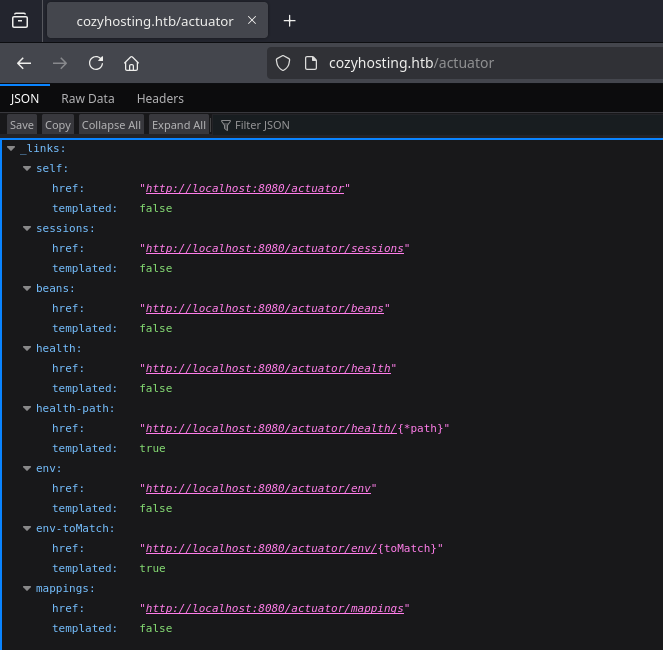 cozyhosting.htb/actuator
cozyhosting.htb/actuator
JSON Raw Data Headers
Save Copy Collapse All Expand All Filter JSON
_links:
self:
href: "http://localhost:8080/actuator"
templated: false
sessions:
href: "http://localhost:8080/actuator/sessions"
templated: false
beans:
href: "http://localhost:8080/actuator/beans"
templated: false
health:
href: "http://localhost:8080/actuator/health"
templated: false
health-path:
href: "http://localhost:8080/actuator/health/{*path}"
templated: true
env:
href: "http://localhost:8080/actuator/env"
templated: false
env-toMatch:
href: "http://localhost:8080/actuator/env/{toMatch}"
templated: true
mappings:
href: "http://localhost:8080/actuator/mappings"
templated: false